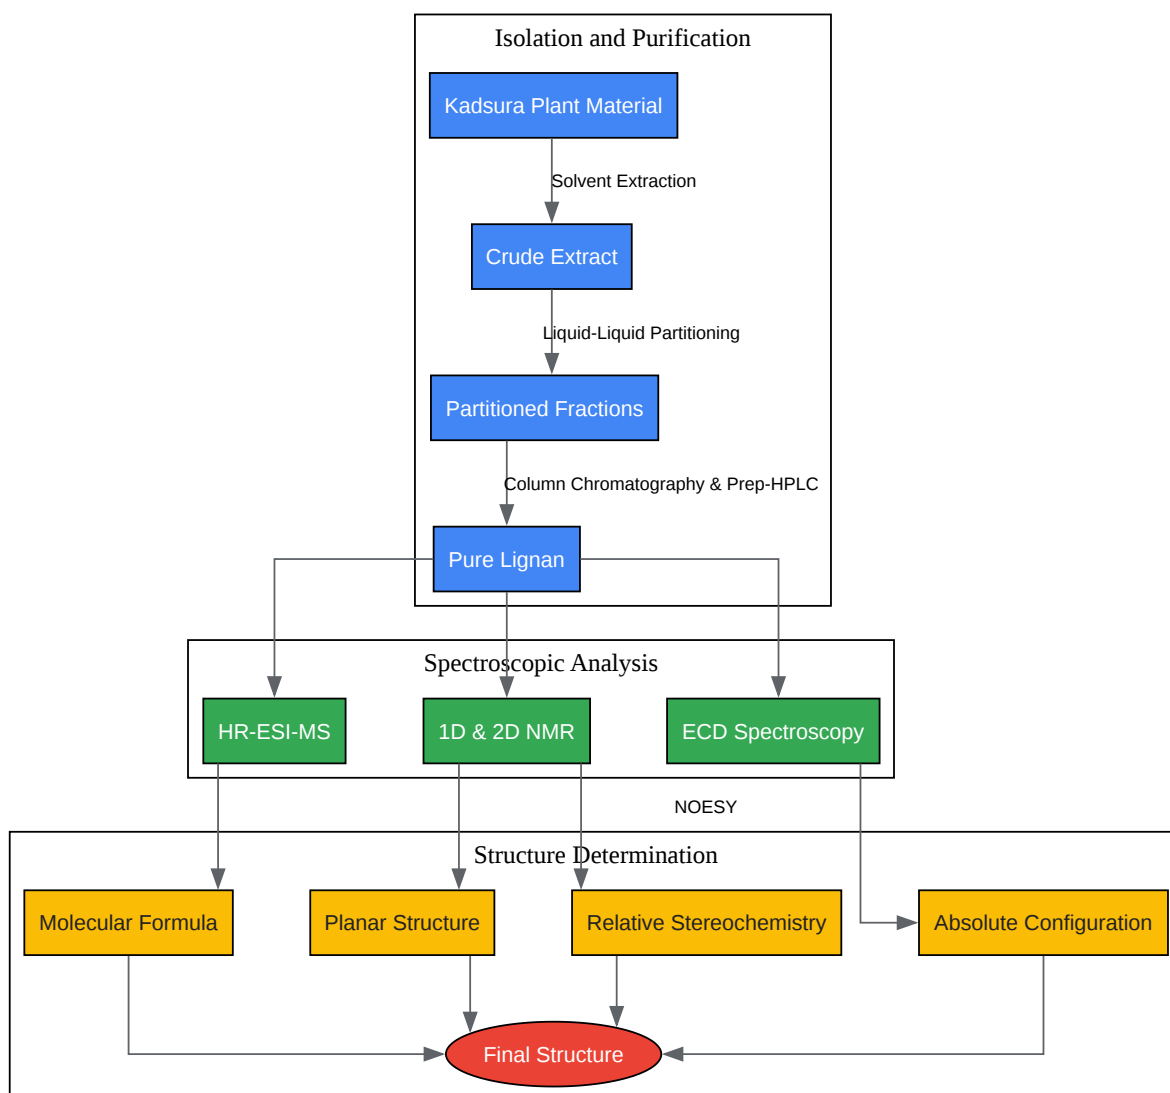 Isolation and Purification
Kadsura Plant Material
Solvent Extraction
Crude Extract
Liquid-Liquid Partitioning
Partitioned Fractions
Column Chromatography & Prep-HPLC
Pure Lignan
Spectroscopic Analysis
HR-ESI-MS
1D & 2D NMR
ECD Spectroscopy
NOESY
Structure Determination
Molecular Formula
Planar Structure
Relative Stereochemistry
Absolute Configuration
Final Structure